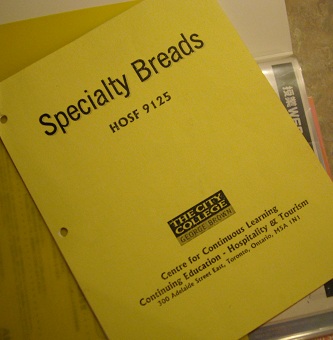 Specialty Breads
HOSF 9125
THE CITY
COLLEGE
GEORGE BROWN
Centre for Continuous Learning
Continuing Education - Hospitality & Tourism
300 Adelaide Street East, Toronto, Ontario, M5A 1N1